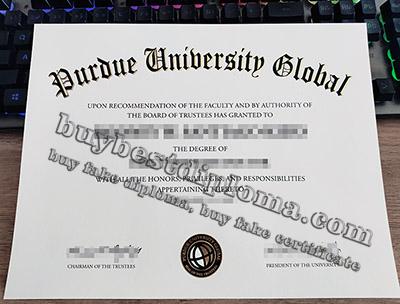 Purdue University Global
UPON RECOMMENDATION OF THE FACULTY AND BY AUTHORITY OF
THE BOARD OF TRUSTEES HAS GRANTED TO
THE DEGREE OF
WITH ALL THE HONORS, PRIVILEGES, AND RESPONSIBILITIES
APPERTAINING THERETO
buybestdiploma.com
buy fake diploma, buy fake certificate
CHAIRMAN OF THE TRUSTEES
PRESIDENT OF THE UNIVERSITY